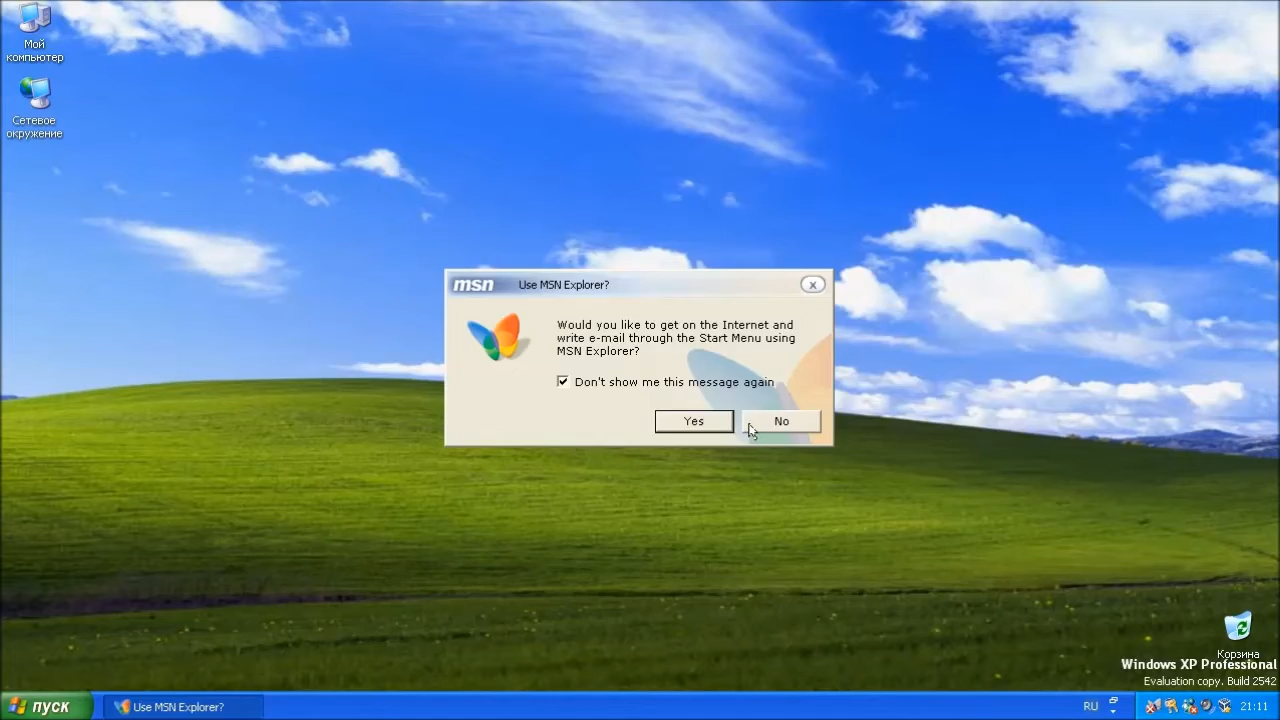 Мой
компьютер
Сетевое
окружение
msn Use MSN Explorer? x
Would you like to get on the Internet and
write e-mail through the Start Menu using
MSN Explorer?
Don't show me this message again
Yes No
Корзина
Windows XP Professional
Evaluation copy. Build 2542
пуск Use MSN Explorer? RU 21:11